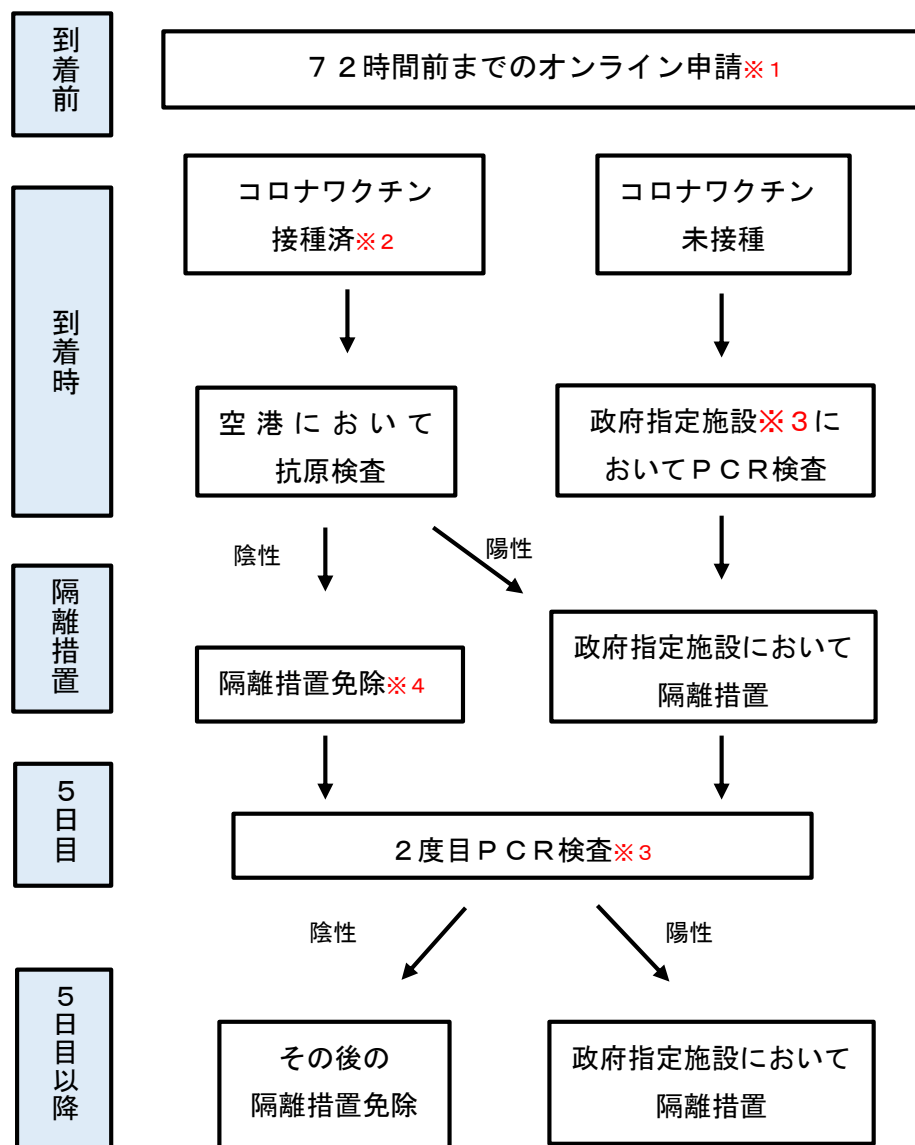 到着前
７２時間前までのオンライン申請※１
到着時
コロナワクチン
接種済※２
コロナワクチン
未接種
空港において
抗原検査
政府指定施設※３に
おいてＰＣＲ検査
陰性
陽性
隔離措置
隔離措置免除※４
政府指定施設において
隔離措置
５日目
２度目ＰＣＲ検査※３
陰性
陽性
５日目以降
その後の
隔離措置免除
政府指定施設において
隔離措置